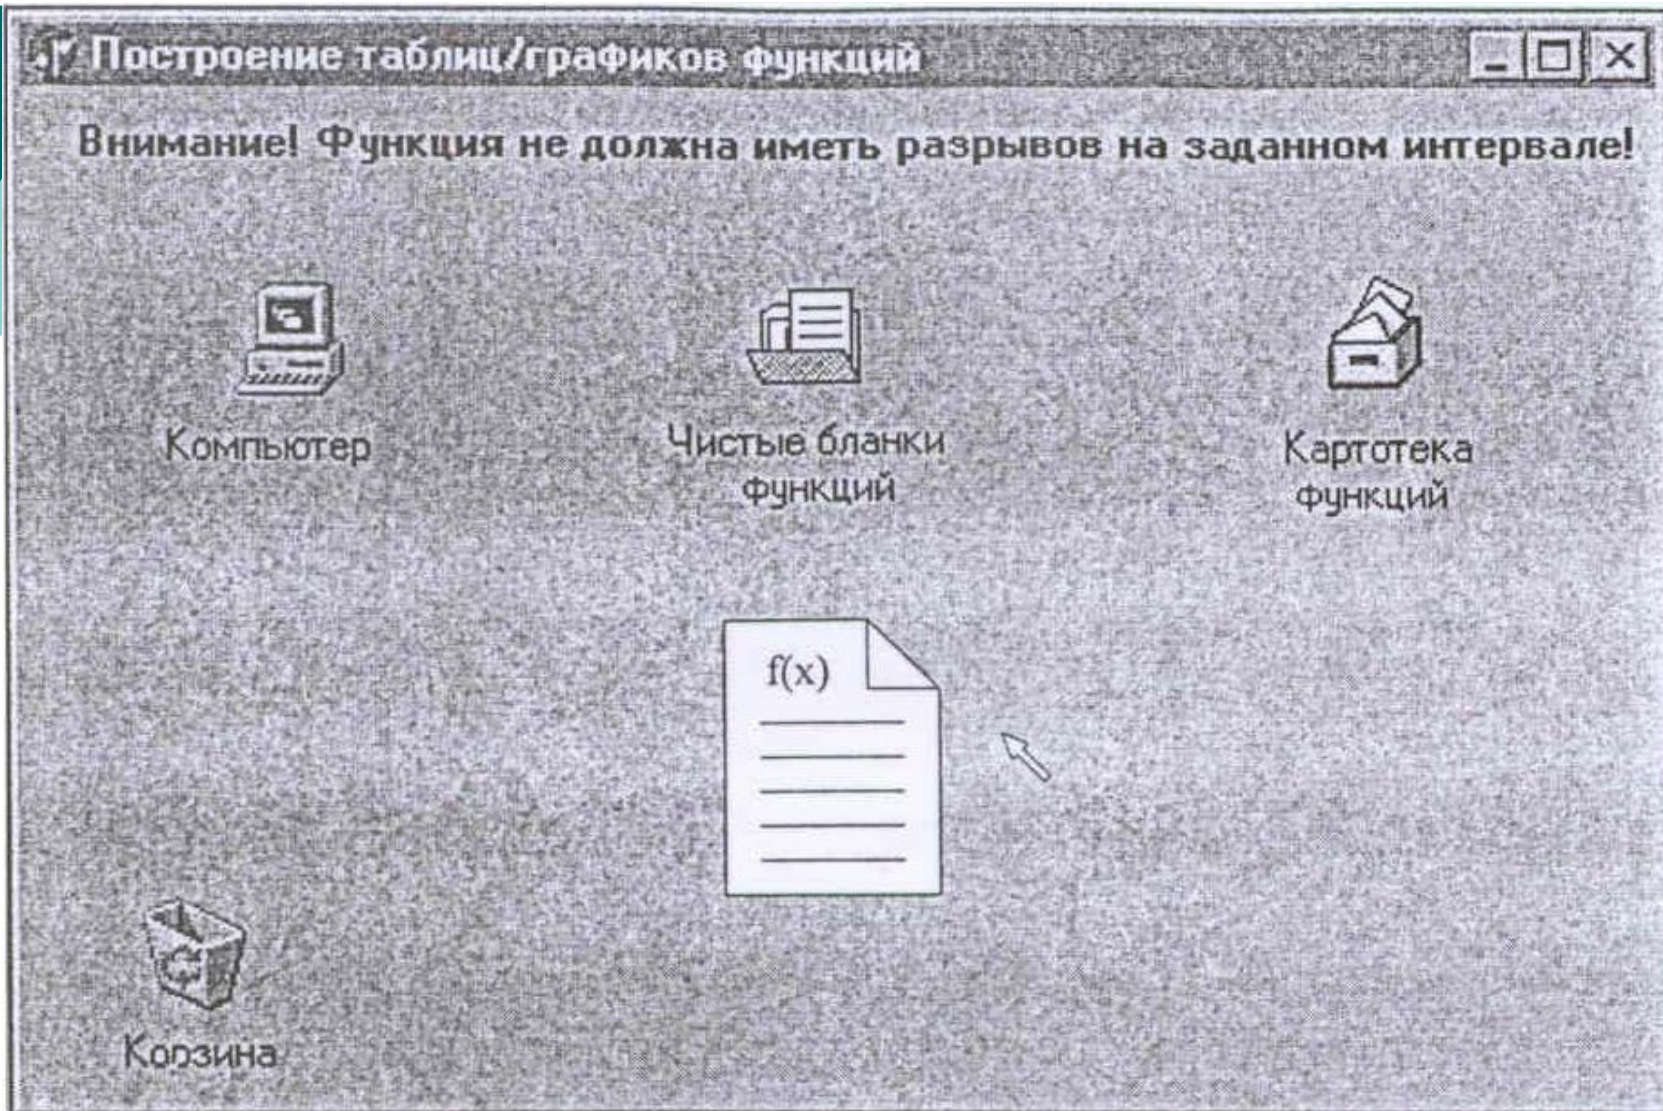 Построение таблиц/графиков функций
Внимание! Функция не должна иметь разрывов на заданном интервале!
Компьютер
Чистые бланки
функций
Картотека
функций
f(x)
Корзина